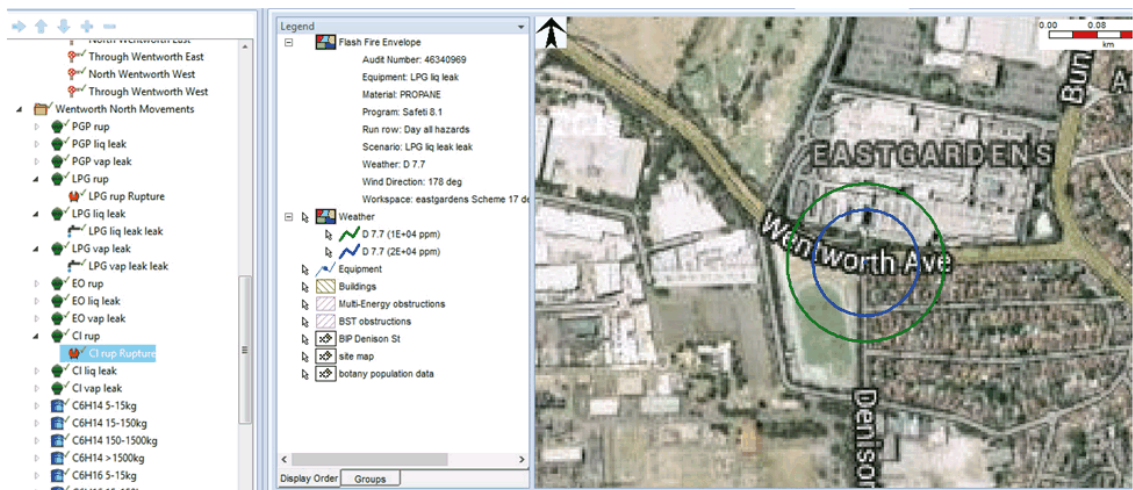 North Wentworth East
Through Wentworth East
North Wentworth West
Through Wentworth West
Wentworth North Movements
PGP rup
PGP liq leak
PGP vap leak
LPG rup
LPG rup Rupture
LPG liq leak
LPG liq leak leak
LPG vap leak
LPG vap leak leak
EO rup
EO liq leak
EO vap leak
Cl rup
Cl rup Rupture
Cl liq leak
Cl vap leak
C6H14 5-15kg
C6H14 15-150kg
C6H14 150-1500kg
C6H14 >1500kg
C6H16 5-15kg
Legend
Flash Fire Envelope
Audit Number: 46340969
Equipment: LPG liq leak
Material: PROPANE
Program: Safeti 8.1
Run row: Day all hazards
Scenario: LPG liq leak leak
Weather: D 7.7
Wind Direction: 178 deg
Workspace: eastgardens Scheme 17 de
Weather
D 7.7 (1E+04 ppm)
D 7.7 (2E+04 ppm)
Equipment
Buildings
Multi-Energy obstructions
BST obstructions
BIP Denison St
site map
botany population data
Display Order
Groups
0.00 0.08
km
Bun
A
EASTGARDENS
Wentworth Ave
Denison